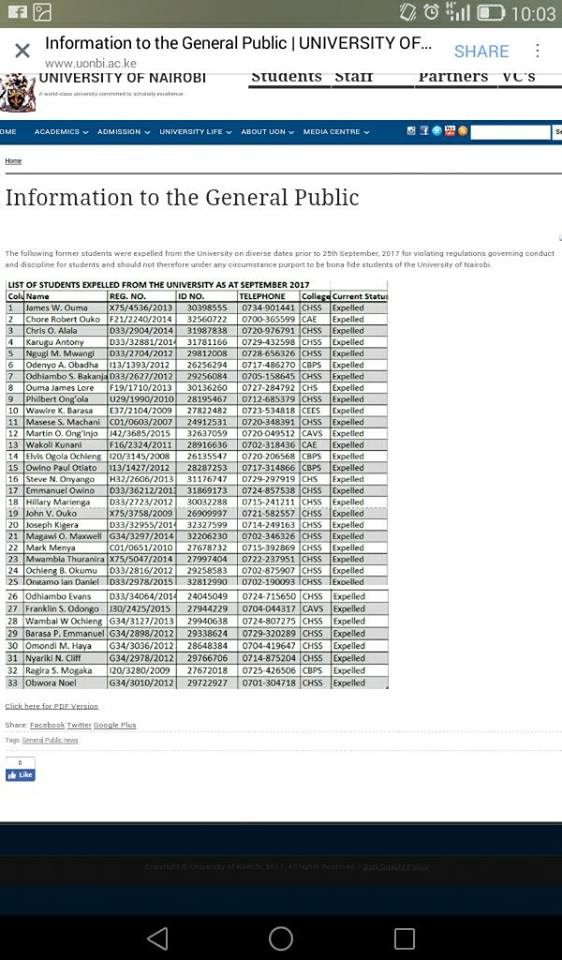 10:03
Information to the General Public | UNIVERSITY OF...
www.uonbi.ac.ke
SHARE
UNIVERSITY OF NAIROBI
A world-class university committed to scholarly excellence
Students Staff Partners VC's
OME ACADEMICS ADMISSION UNIVERSITY LIFE ABOUT UON MEDIA CENTRE Se
Home
Information to the General Public
The following former students were expelled from the University on diverse dates prior to 25th September, 2017 for violating regulations governing conduct
and discipline for students and should not therefore under any circumstance purport to be bona fide students of the University of Nairobi.
LIST OF STUDENTS EXPELLED FROM THE UNIVERSITY AS AT SEPTEMBER 2017
Colu Name REG. NO. ID NO. TELEPHONE College Current Status
1 James W. Ouma X75/4536/2013 30398555 0734-901441 CHSS Expelled
2 Chore Robert Ouko F21/2240/2014 32560722 0700-365599 CAE Expelled
3 Chris O. Alala D33/2904/2014 31987838 0720-976791 CHSS Expelled
4 Karugu Antony D33/32881/2014 31781166 0729-432598 CHSS Expelled
5 Ngugi M. Mwangi D33/2704/2012 29812008 0728-656326 CHSS Expelled
6 Odenyo A. Obadha I13/1393/2012 26256294 0717-486270 CBPS Expelled
7 Odhiambo S. Bakanja D33/2627/2012 29256084 0705-158645 CHSS Expelled
8 Ouma James Lore F19/1710/2013 30136260 0727-284792 CHS Expelled
9 Philbert Ong'ola U29/1990/2010 28195467 0712-685379 CHSS Expelled
10 Wawire K. Barasa E37/2104/2009 27822482 0723-534818 CEES Expelled
11 Masese S. Machani C01/0603/2007 24912531 0720-348391 CHSS Expelled
12 Martin O. Ong'injo J42/3685/2015 32637059 0720-049512 CAVS Expelled
13 Wakoli Kunani F16/2324/2011 28916636 0702-318436 CAE Expelled
14 Elvis Ogola Ochieng I20/3145/2008 26135547 0720-206568 CBPS Expelled
15 Owino Paul Otiato I13/1427/2012 28287253 0717-314866 CBPS Expelled
16 Steve N. Onyango H32/2606/2013 31176747 0729-297919 CHS Expelled
17 Emmanuel Owino D33/36212/2012 31869173 0724-857538 CHSS Expelled
18 Hillary Marienga D33/2723/2012 30032288 0715-241211 CHSS Expelled
19 John V. Ouko X75/3758/2009 26909997 0721-582557 CHSS Expelled
20 Joseph Kigera D33/32955/2014 32327599 0714-249163 CHSS Expelled
21 Magawi O. Maxwell G34/3297/2014 32206230 0702-346326 CHSS Expelled
22 Mark Menya C01/0651/2010 27678732 0715-392869 CHSS Expelled
23 Mwambia Thuranira X75/5047/2014 27997404 0722-237951 CHSS Expelled
24 Ochieng B. Okumu D33/2816/2012 29258583 0702-875907 CHSS Expelled
25 Ongamo Ian Daniel D33/2978/2015 32812990 0702-190093 CHSS Expelled
26 Odhiambo Evans D33/34064/2014 24045049 0724-715650 CHSS Expelled
27 Franklin S. Odongo J30/2425/2015 27944229 0704-044317 CAVS Expelled
28 Wambai W Ochieng G34/3127/2013 29940638 0724-807275 CHSS Expelled
29 Barasa P. Emmanuel G34/2898/2012 29338624 0729-320289 CHSS Expelled
30 Omondi M. Haya G34/3036/2012 28648384 0704-419647 CHSS Expelled
31 Nyariki N. Cliff G34/2978/2012 29766706 0714-875204 CHSS Expelled
32 Ragira S. Mogaka I20/3280/2009 27672018 0725-426506 CBPS Expelled
33 Obwora Noel G34/3010/2012 29722927 0701-304718 CHSS Expelled
Click here for PDF Version
Share: Facebook Twitter Google Plus
Tags: General Public news
Like
Copyright © University of Nairobi, 2017. All rights Reserved.